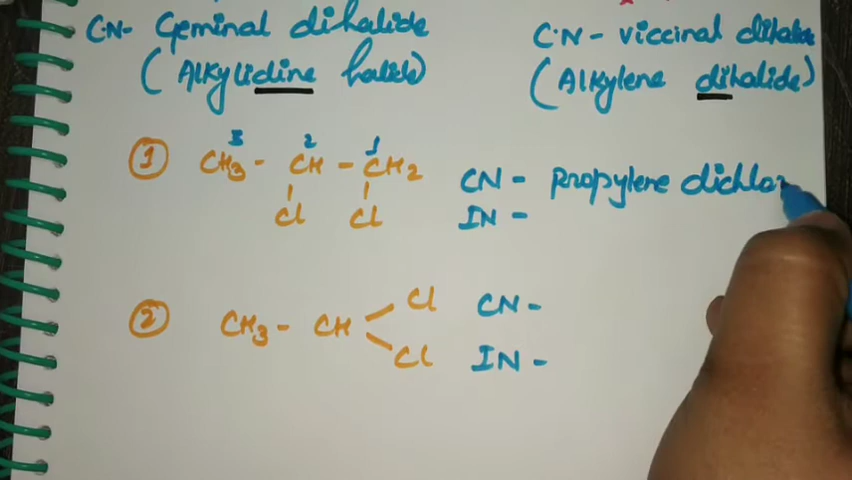 C.N- Geminal dihalide
(Alkylidine halide)
C.N - viccinal dihalide
(Alkylene dihalide)
① 3 2 1
CH3 - CH - CH2
Cl Cl
CN - propylene dichlo
IN -
② CH3 - CH Cl
Cl
CN -
IN -